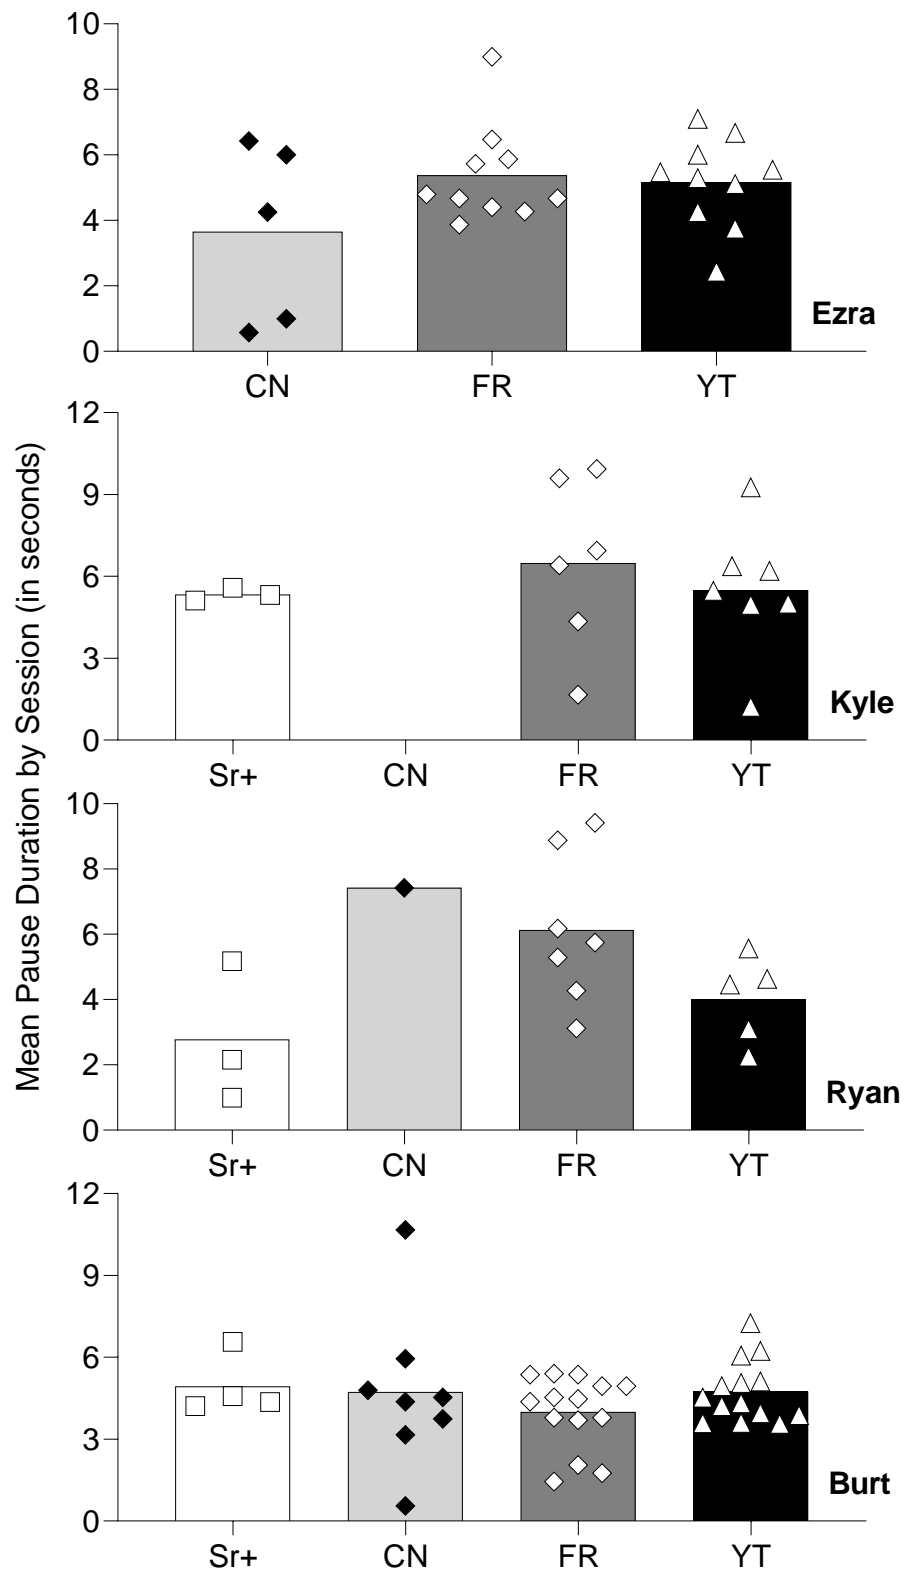 Mean Pause Duration by Session (in seconds)
10
8
6
4
2
0
CN FR YT
Ezra
12
9
6
3
0
Sr+ CN FR YT
Kyle
10
8
6
4
2
0
Sr+ CN FR YT
Ryan
12
9
6
3
0
Sr+ CN FR YT
Burt